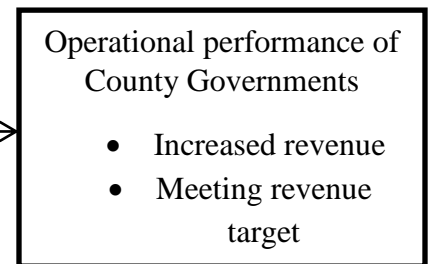 Operational performance of
County Governments
• Increased revenue
• Meeting revenue
target